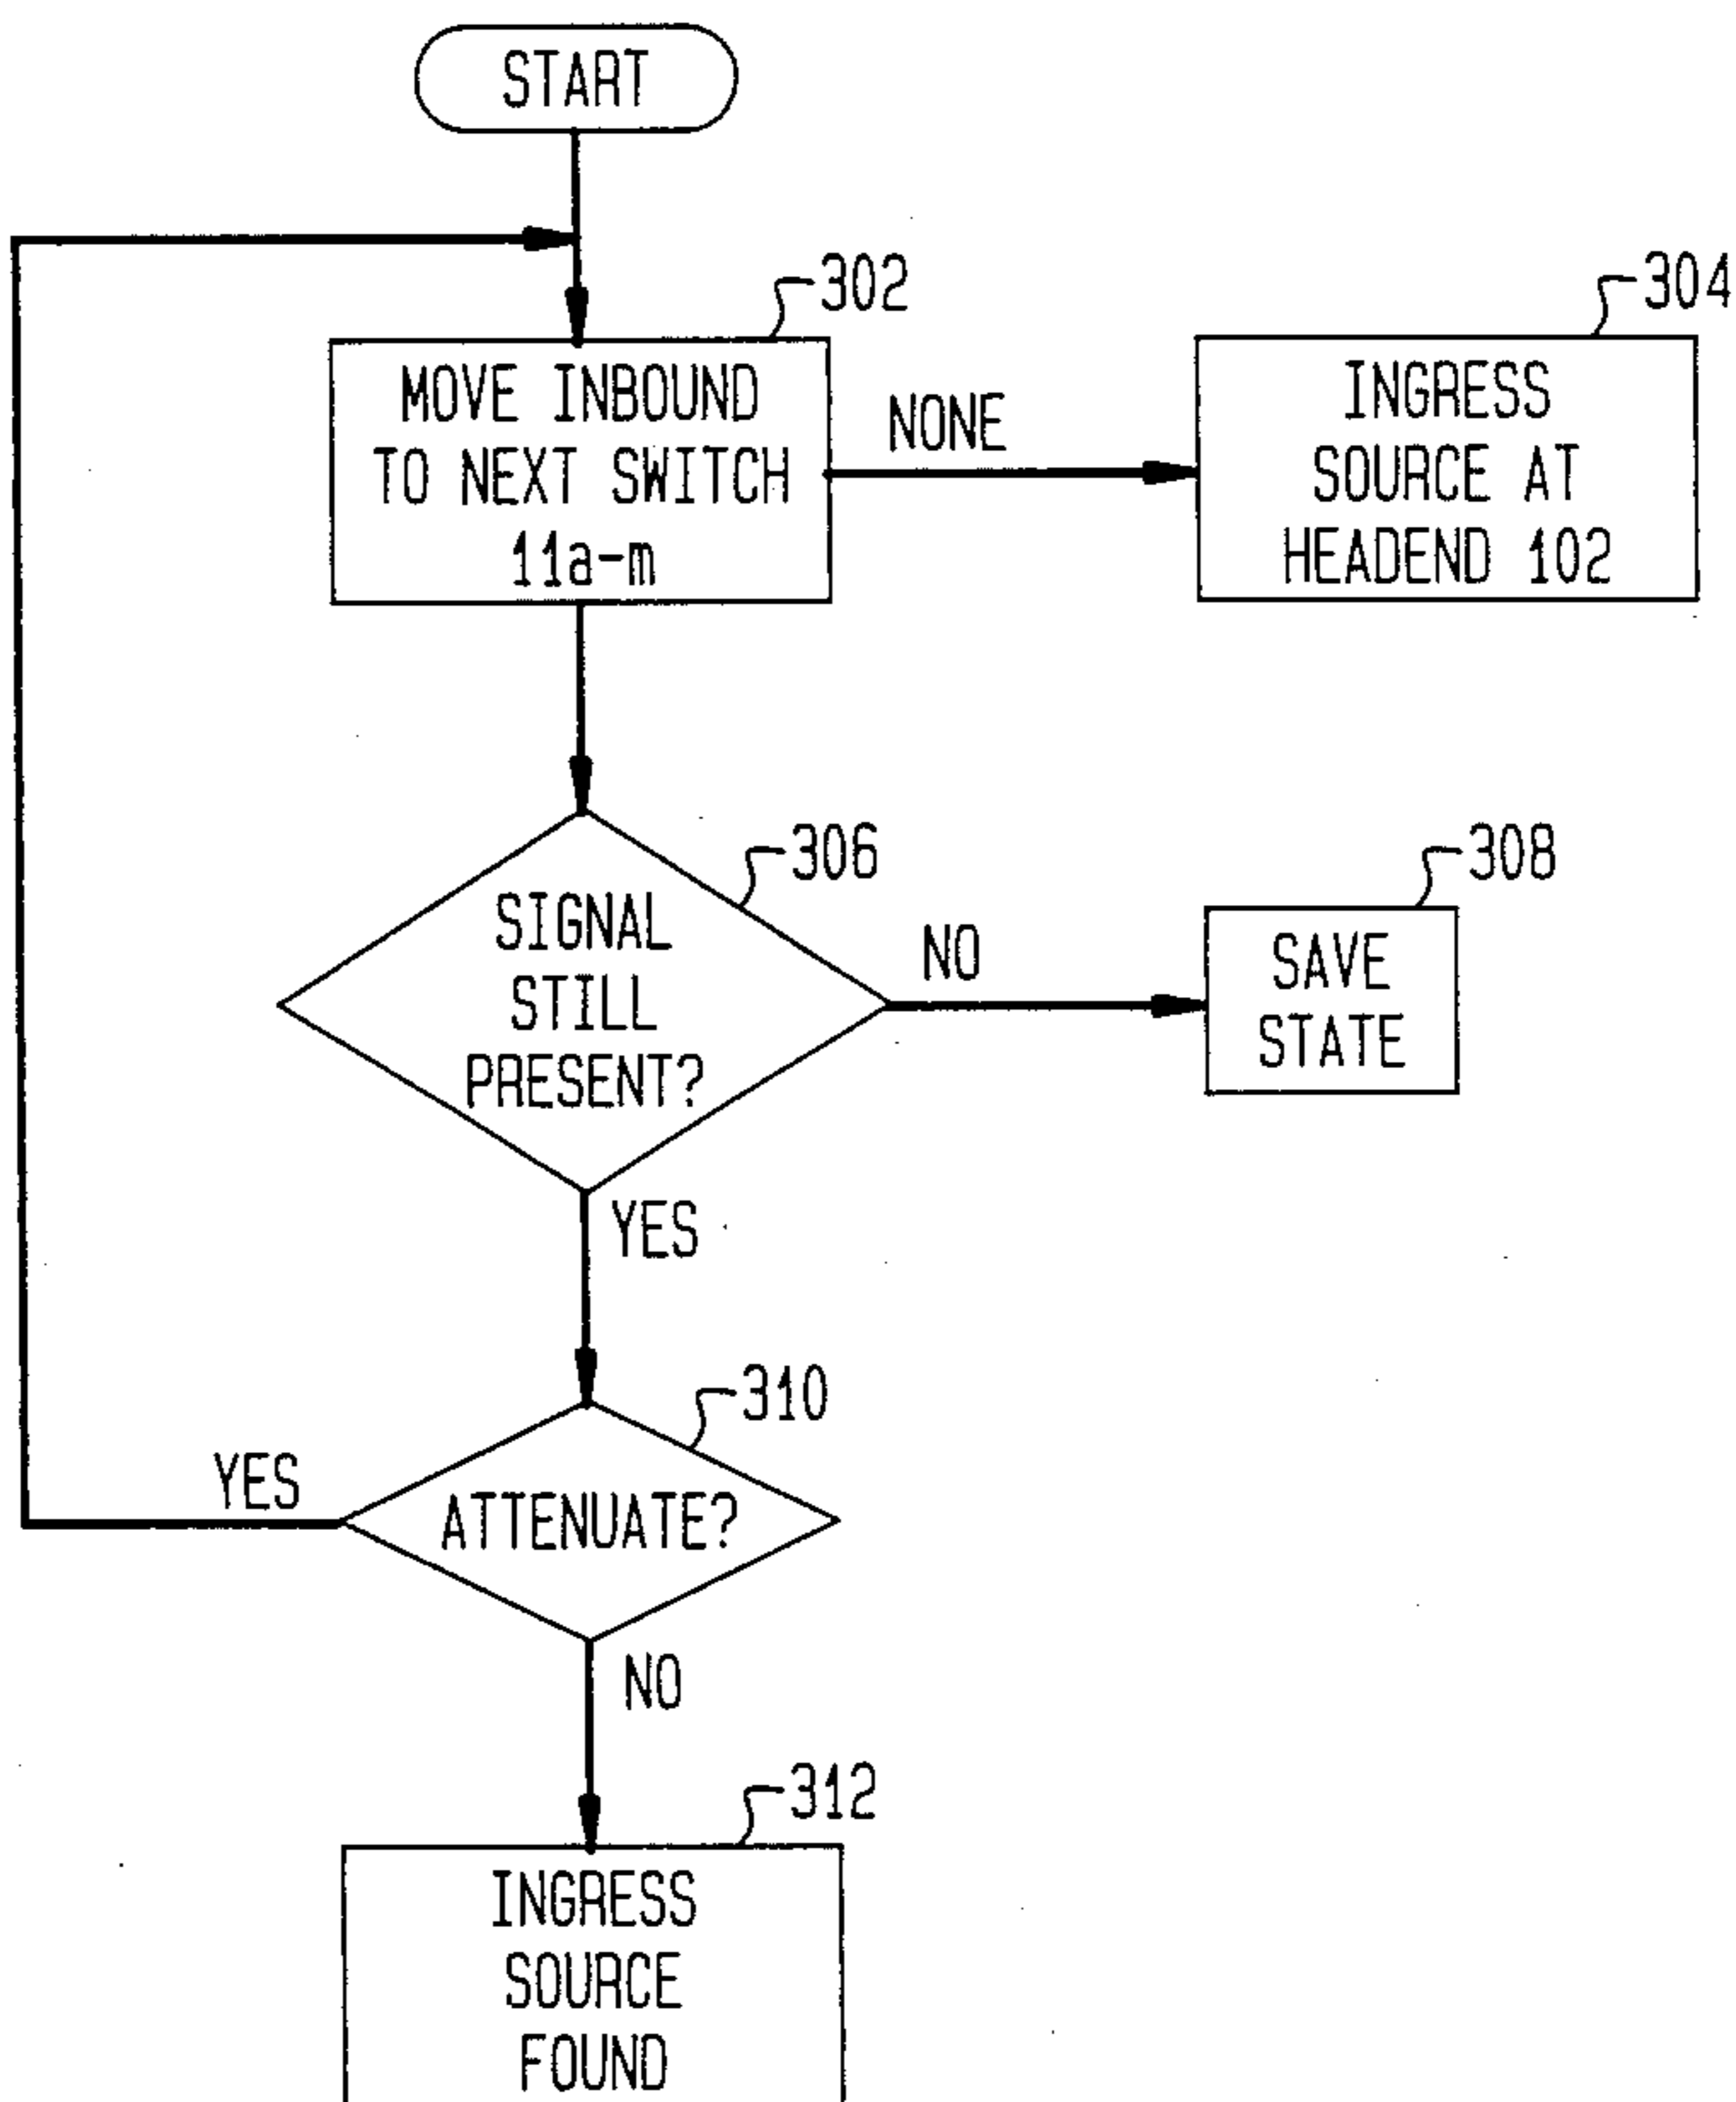 START
302
MOVE INBOUND
TO NEXT SWITCH
11a-m
NONE
304
INGRESS
SOURCE AT
HEADEND 102
306
SIGNAL
STILL
PRESENT?
NO
308
SAVE
STATE
YES
310
ATTENUATE?
YES
NO
312
INGRESS
SOURCE
FOUND